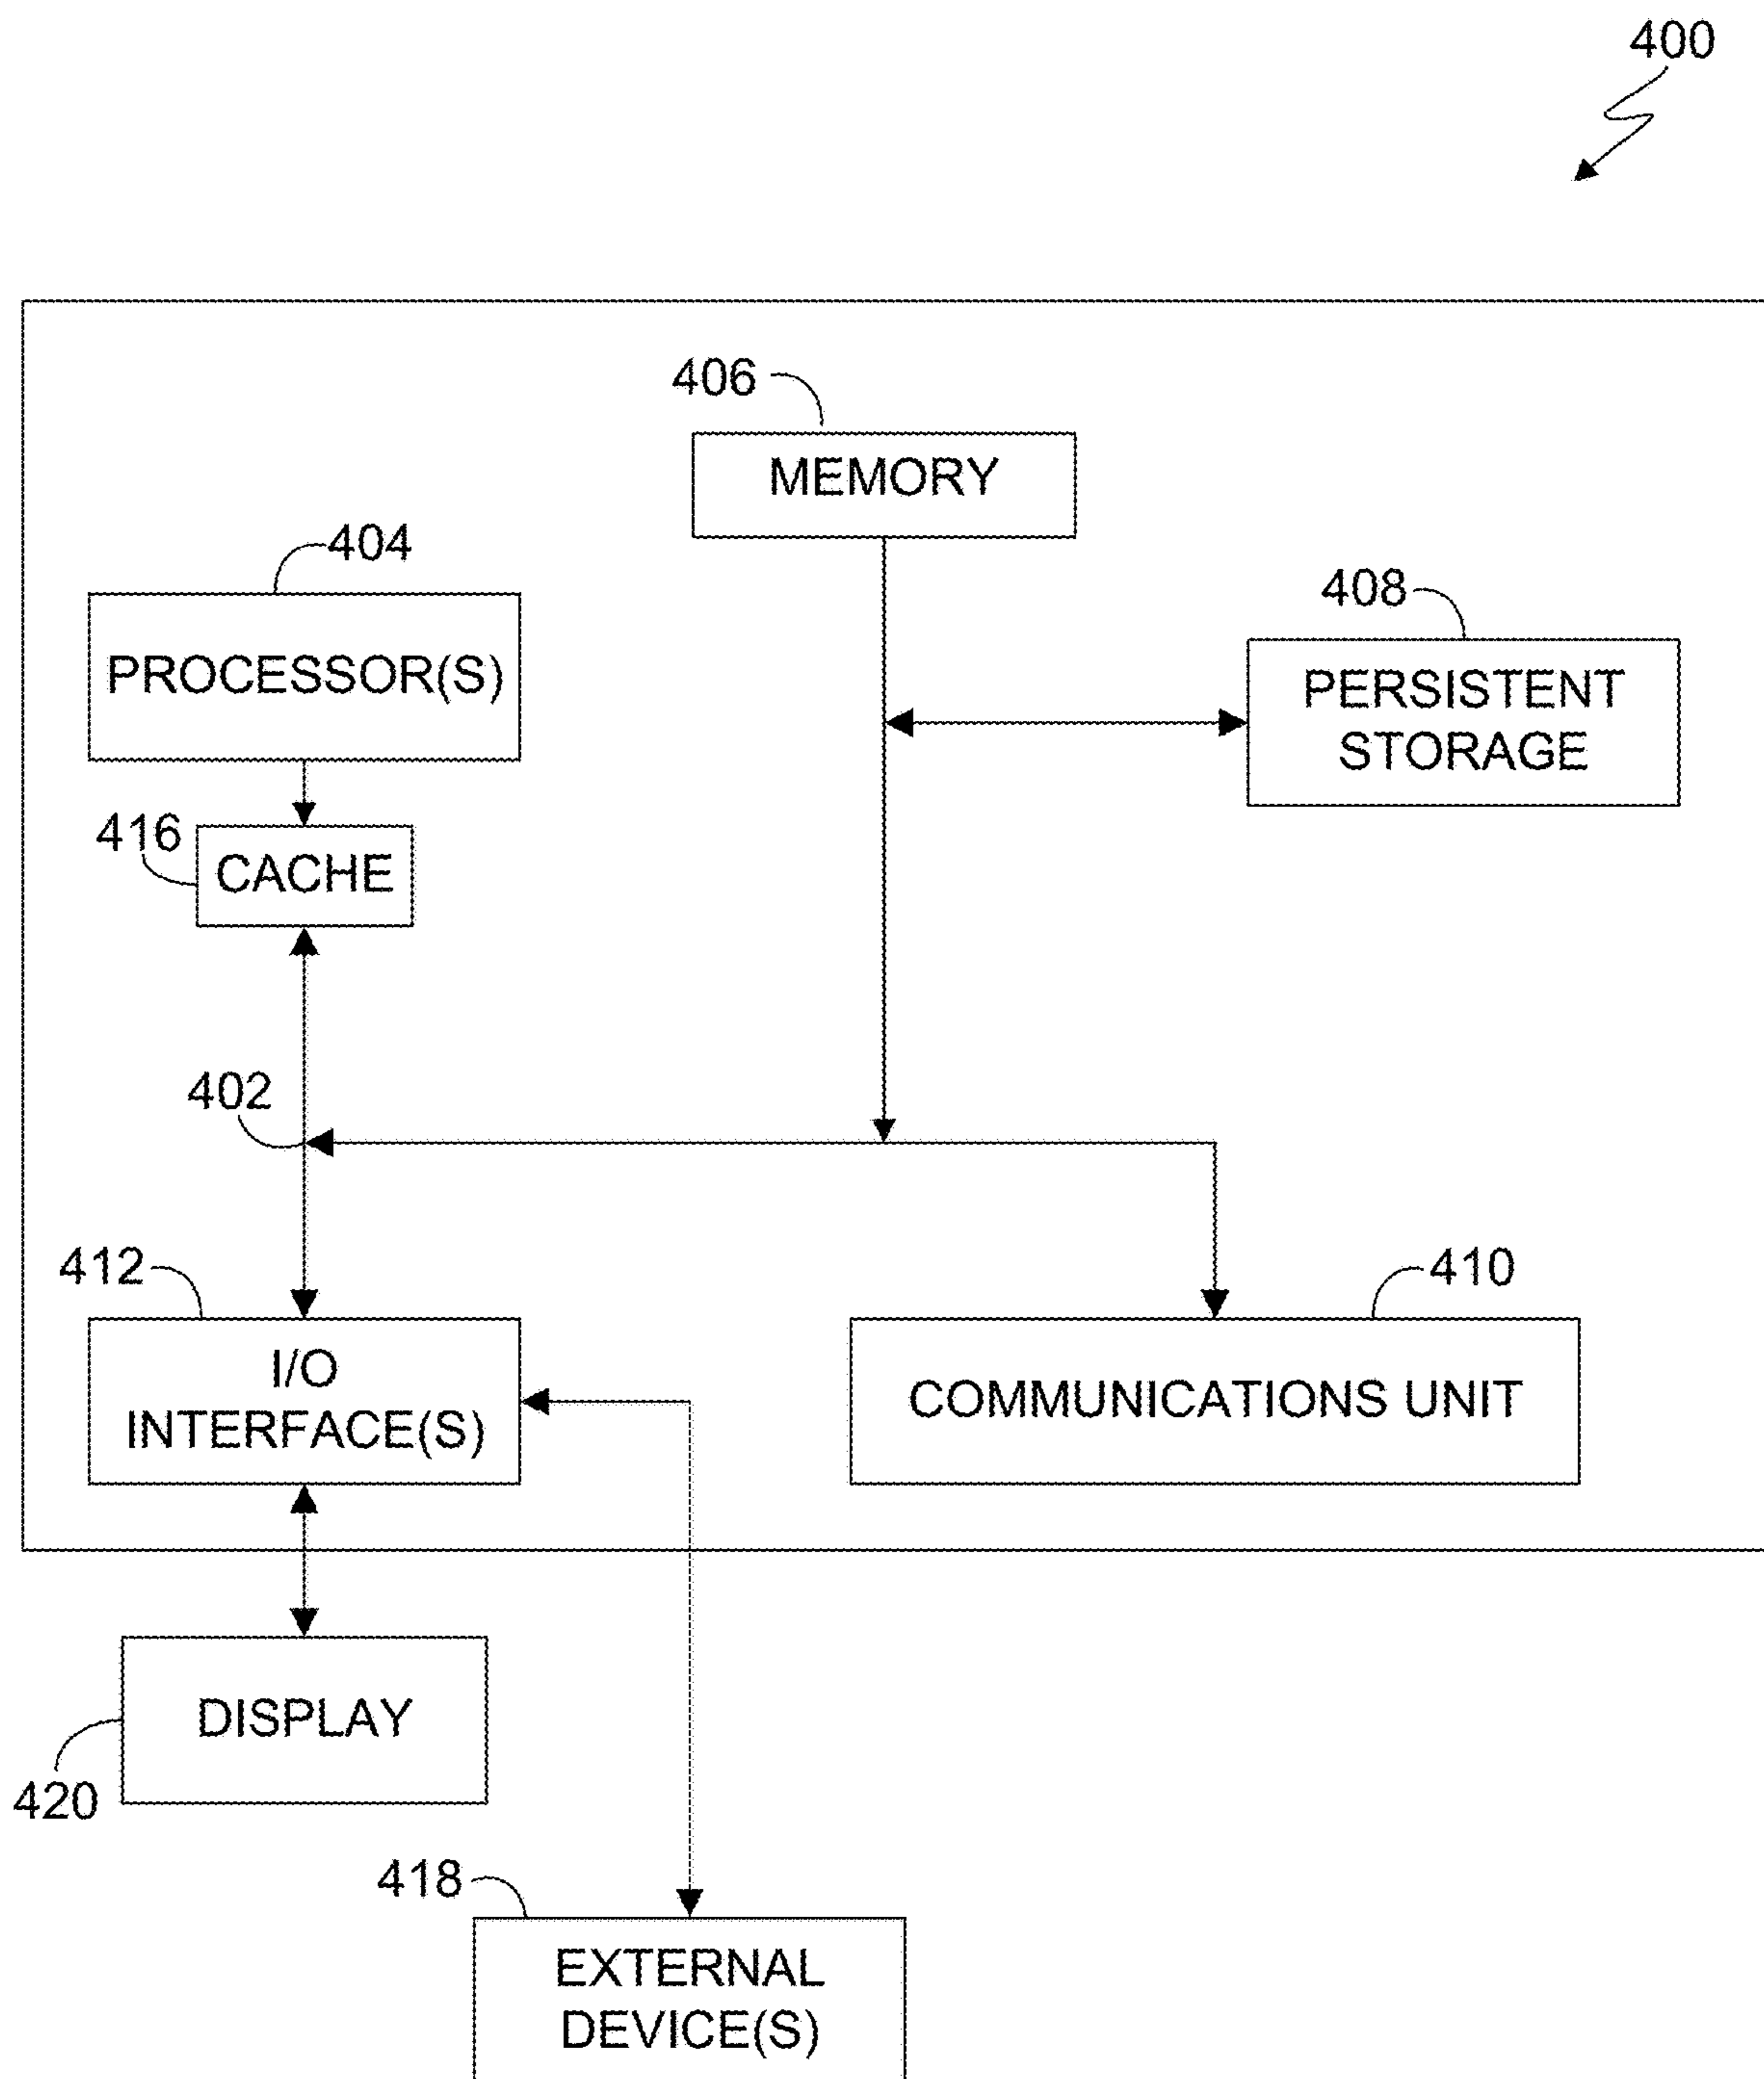 400
406
MEMORY
404
PROCESSOR(S)
408
PERSISTENT
STORAGE
416
CACHE
402
412
I/O
INTERFACE(S)
410
COMMUNICATIONS UNIT
DISPLAY
420
418
EXTERNAL
DEVICE(S)